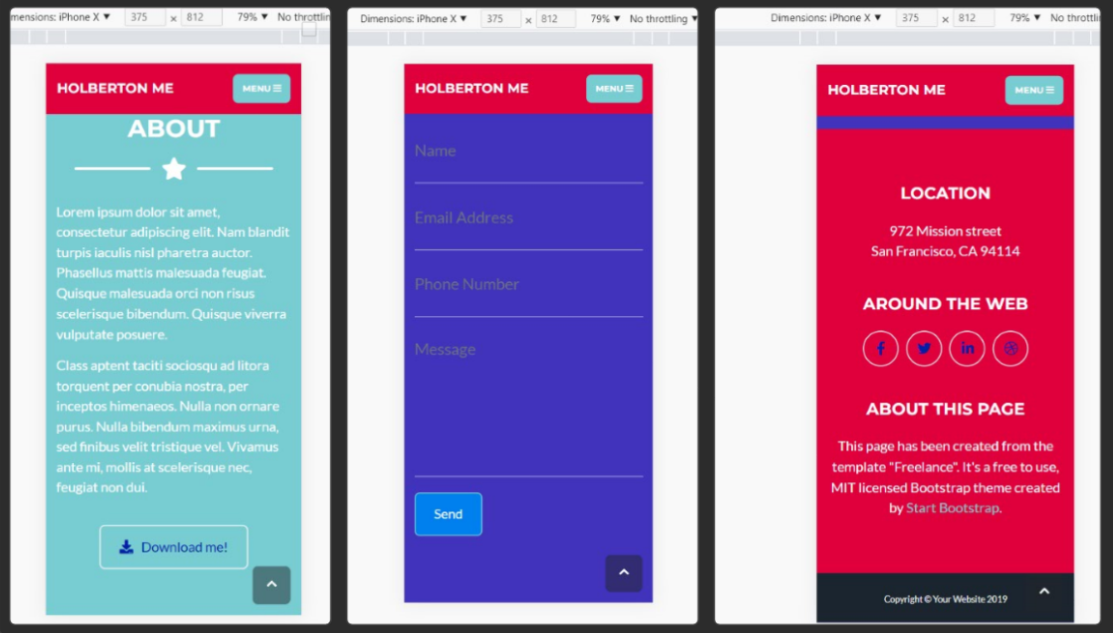 mensions: iPhone X ▼ 375 × 812 79% ▼ No throttlin
HOLBERTON ME
MENU
ABOUT
Lorem ipsum dolor sit amet,
consectetur adipiscing elit. Nam blandit
turpis iaculis nisl pharetra auctor.
Phasellus mattis malesuada feugiat.
Quisque malesuada orci non risus
scelerisque bibendum. Quisque viverra
vulputate posuere.
Class aptent taciti sociosqu ad litora
torquent per conubia nostra, per
inceptos himenaeos. Nulla non ornare
purus. Nulla bibendum maximus urna,
sed finibus velit tristique vel. Vivamus
ante mi, mollis at scelerisque nec,
feugiat non dui.
Download me!
Dimensions: iPhone X ▼ 375 × 812 79% ▼ No throttling ▼
HOLBERTON ME
MENU
Name
Email Address
Phone Number
Message
Send
Dimensions: iPhone X ▼ 375 × 812 79% ▼ No throttli
HOLBERTON ME
MENU
LOCATION
972 Mission street
San Francisco, CA 94114
AROUND THE WEB
ABOUT THIS PAGE
This page has been created from the
template "Freelance". It's a free to use,
MIT licensed Bootstrap theme created
by Start Bootstrap.
Copyright © Your Website 2019